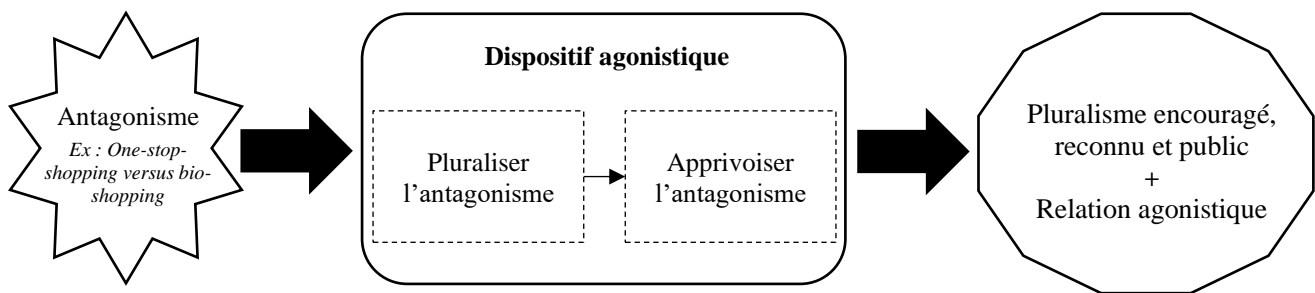 Antagonisme
Ex : One-stop-
shopping versus bio-
shopping
Dispositif agonistique
Pluraliser
l’antagonisme
Apprivoiser
l’antagonisme
Pluralisme encouragé,
reconnu et public
+
Relation agonistique